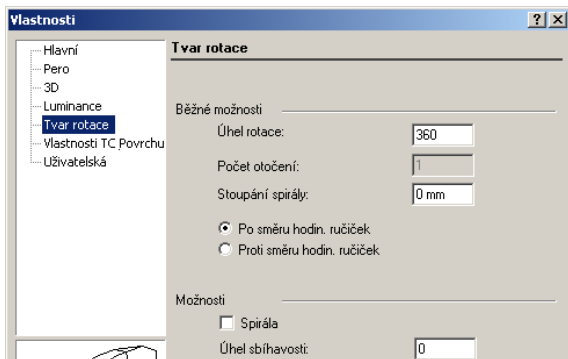 Vlastnosti
Hlavní
Pero
3D
Luminance
Tvar rotace
Vlastnosti TC Povrchu
Uživatelská
Tvar rotace
Běžné možnosti
Úhel rotace: 360
Počet otočení: 1
Stoupání spirály: 0 mm
Po směru hodin. ručiček
Proti směru hodin. ručiček
Možnosti
Spirála
Úhel sbíhavosti: 0